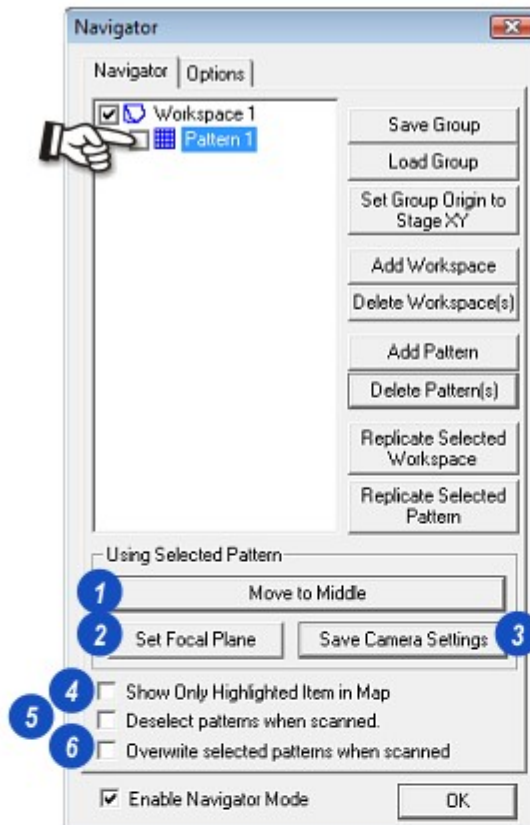 Navigator
Navigator
Options
Workspace 1
Pattern 1
Save Group
Load Group
Set Group Origin to
Stage XY
Add Workspace
Delete Workspace(s)
Add Pattern
Delete Pattern(s)
Replicate Selected
Workspace
Replicate Selected
Pattern
Using Selected Pattern
1 Move to Middle
2 Set Focal Plane
Save Camera Settings 3
4 Show Only Highlighted Item in Map
5 Deselect patterns when scanned.
6 Overwrite selected patterns when scanned
Enable Navigator Mode
OK